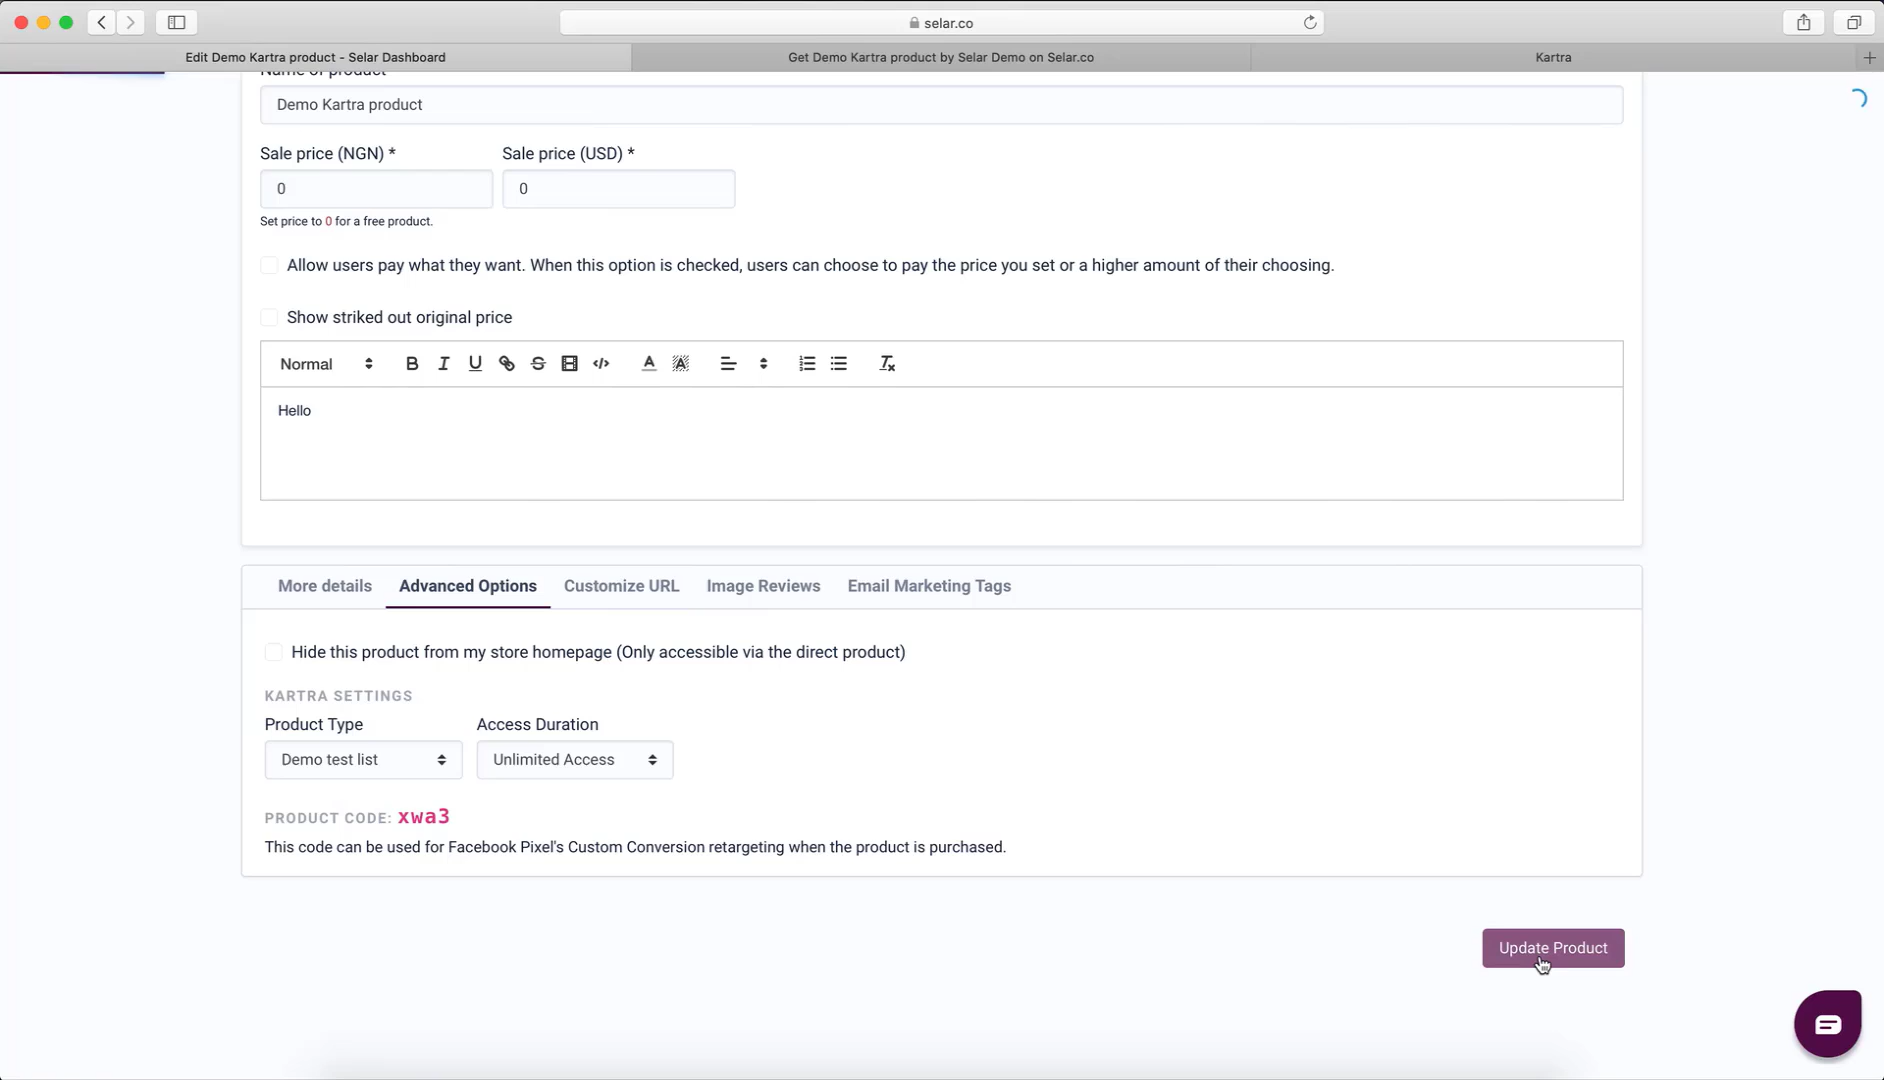 selar.co
Edit Demo Kartra product - Selar Dashboard
Get Demo Kartra product by Selar Demo on Selar.co
Kartra
Name of product
Demo Kartra product
Sale price (NGN) *
Sale price (USD) *
0
0
Set price to 0 for a free product.
Allow users pay what they want. When this option is checked, users can choose to pay the price you set or a higher amount of their choosing.
Show striked out original price
Normal
Hello
More details
Advanced Options
Customize URL
Image Reviews
Email Marketing Tags
Hide this product from my store homepage (Only accessible via the direct product)
KARTRA SETTINGS
Product Type
Access Duration
Demo test list
Unlimited Access
PRODUCT CODE: xwa3
This code can be used for Facebook Pixel's Custom Conversion retargeting when the product is purchased.
Update Product